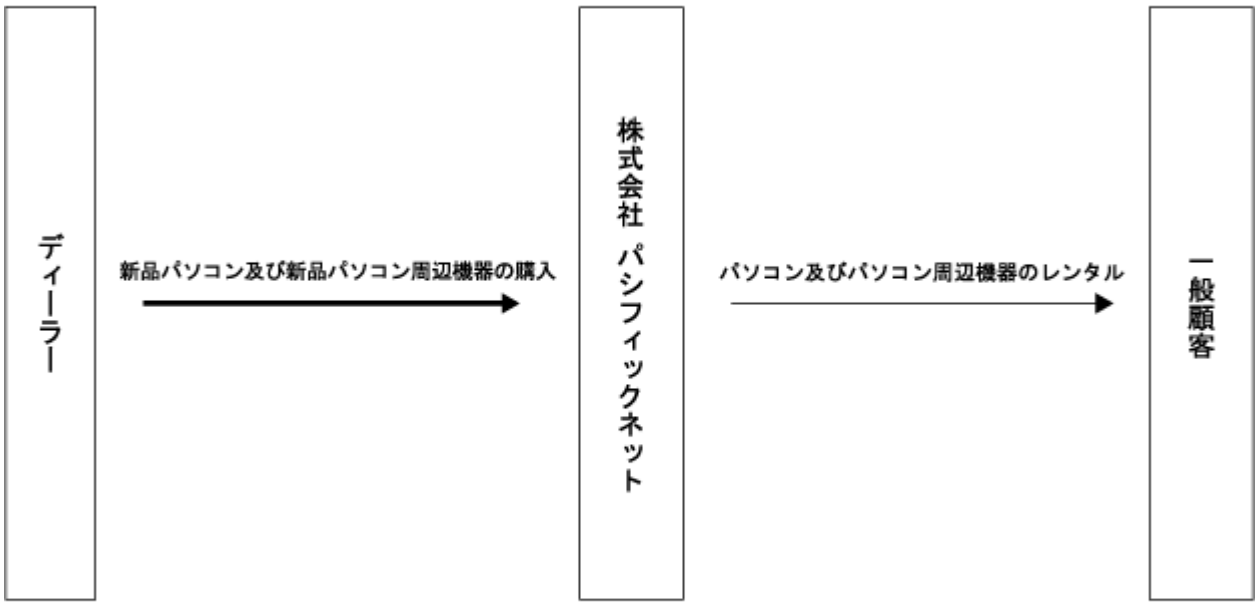 ディーラー
新品パソコン及び新品パソコン周辺機器の購入
株式会社 パシフィックネット
パソコン及びパソコン周辺機器のレンタル
一般顧客